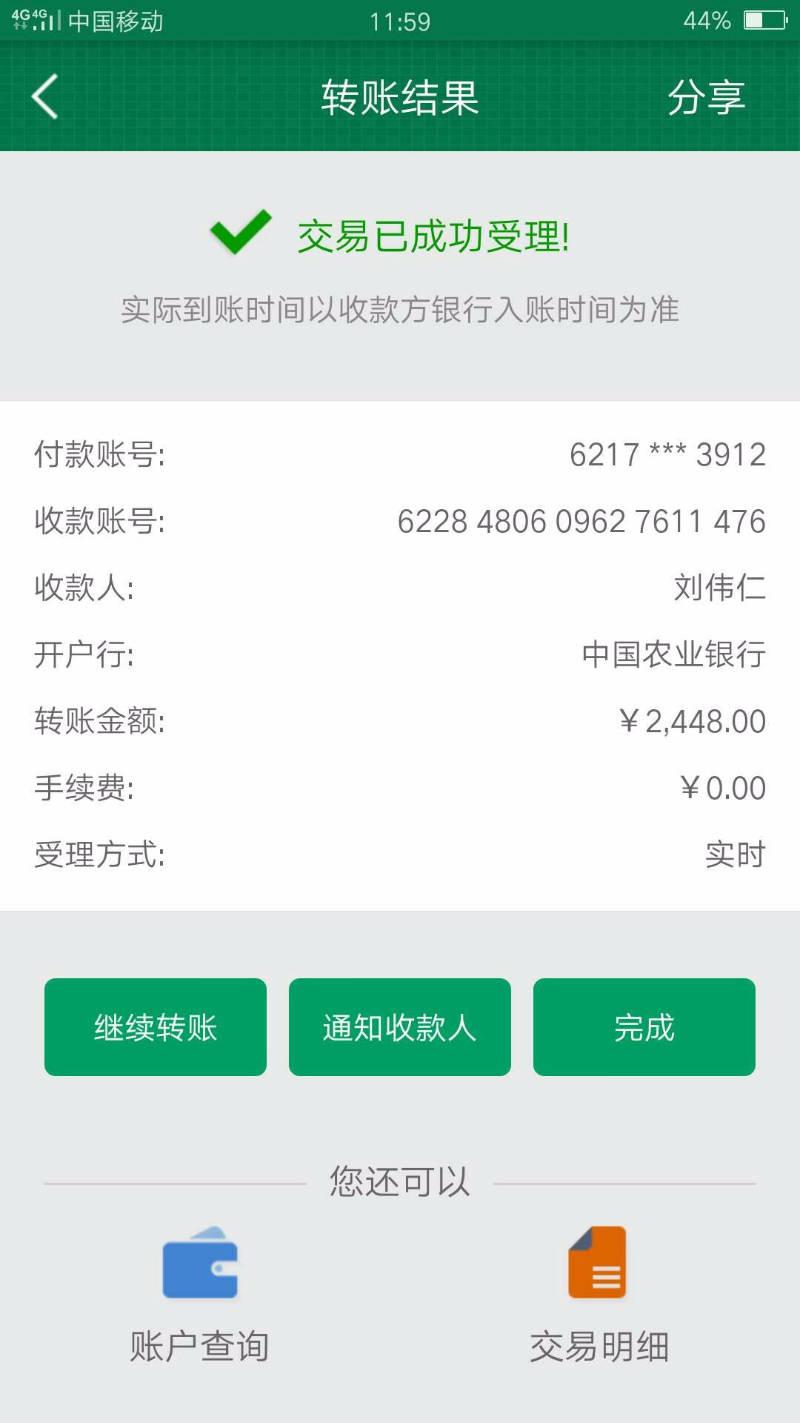 4G 4G 中国移动 11:59 44%
转账结果 分享
交易已成功受理!
实际到账时间以收款方银行入账时间为准
付款账号: 6217 *** 3912
收款账号: 6228 4806 0962 7611 476
收款人: 刘伟仁
开户行: 中国农业银行
转账金额: ￥2,448.00
手续费: ￥0.00
受理方式: 实时
继续转账 通知收款人 完成
您还可以
账户查询 交易明细